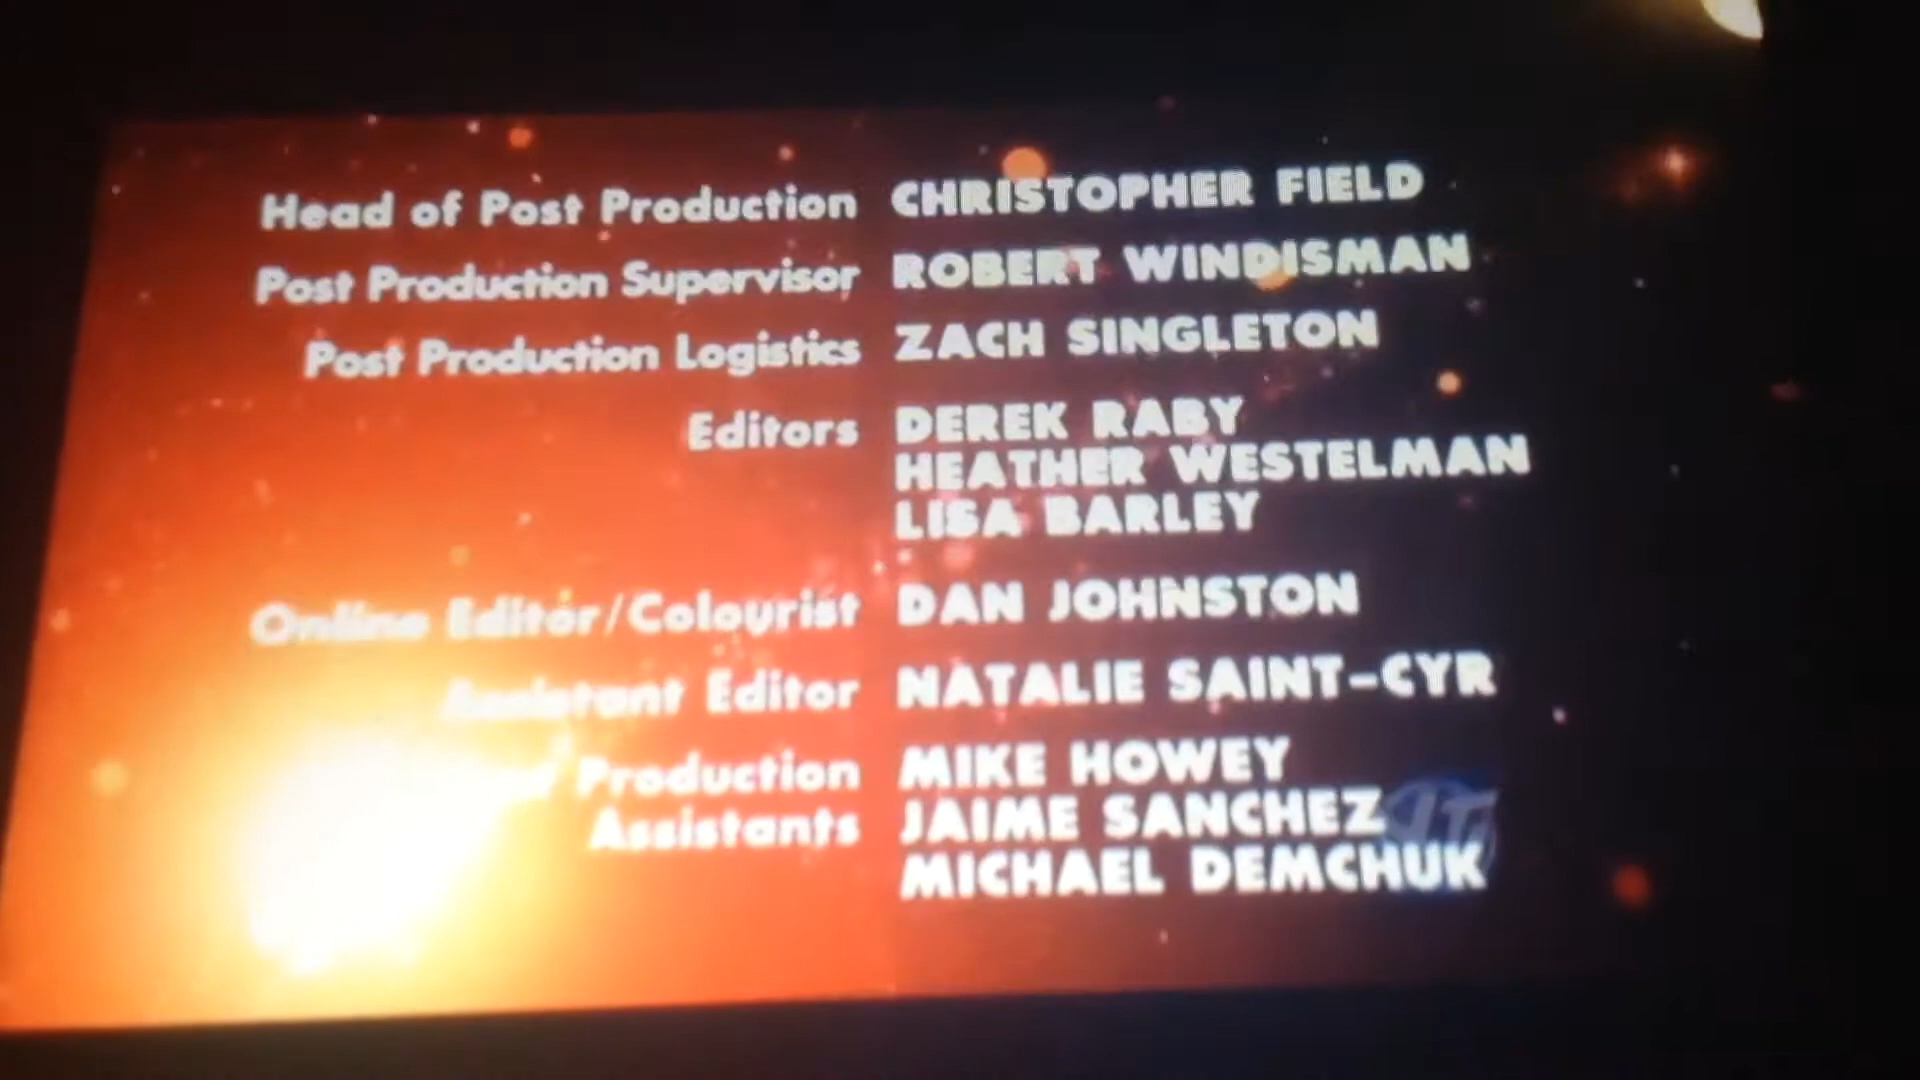 Head of Post Production CHRISTOPHER FIELD
Post Production Supervisor ROBERT WINDISMAN
Post Production Logistics ZACH SINGLETON
Editors DEREK RABY
HEATHER WESTELMAN
LISA BARLEY
Online Editor/Colourist DAN JOHNSTON
Assistant Editor NATALIE SAINT-CYR
Production MIKE HOWEY
Assistants JAIME SANCHEZ
MICHAEL DEMCHUK